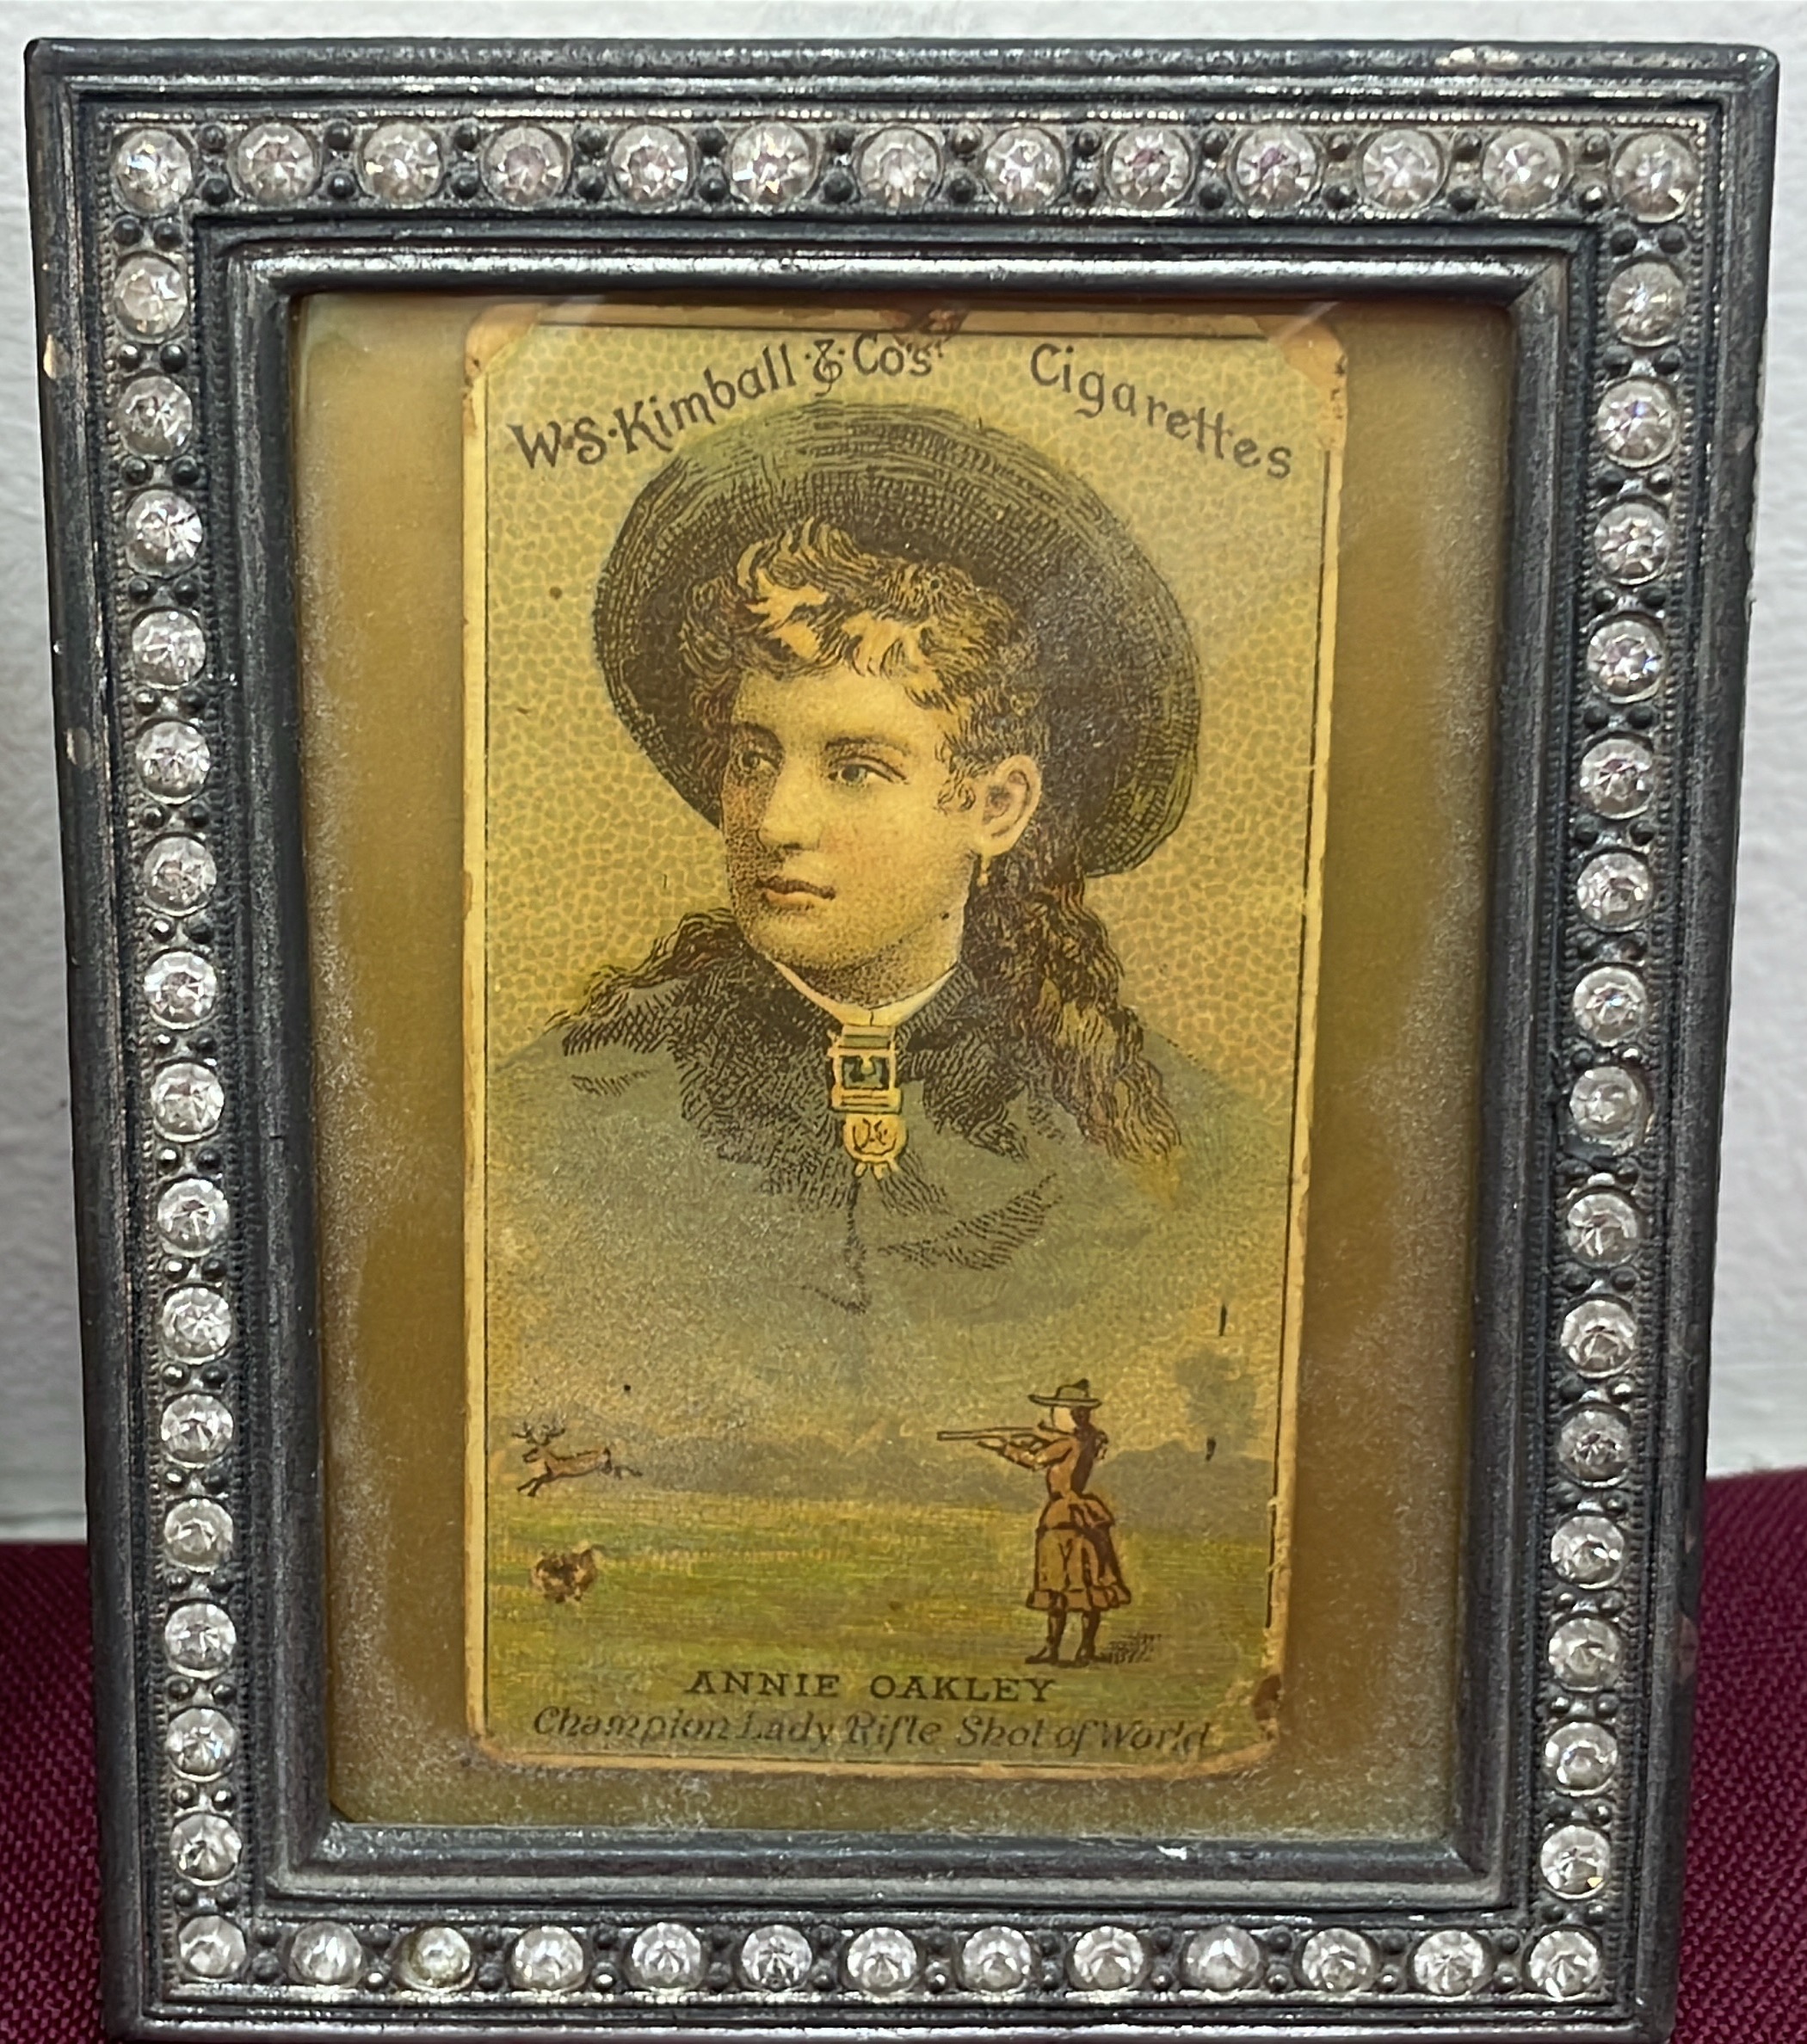 W·S·Kimball·&·Co's Cigarettes
ANNIE OAKLEY
Champion Lady Rifle Shot of World